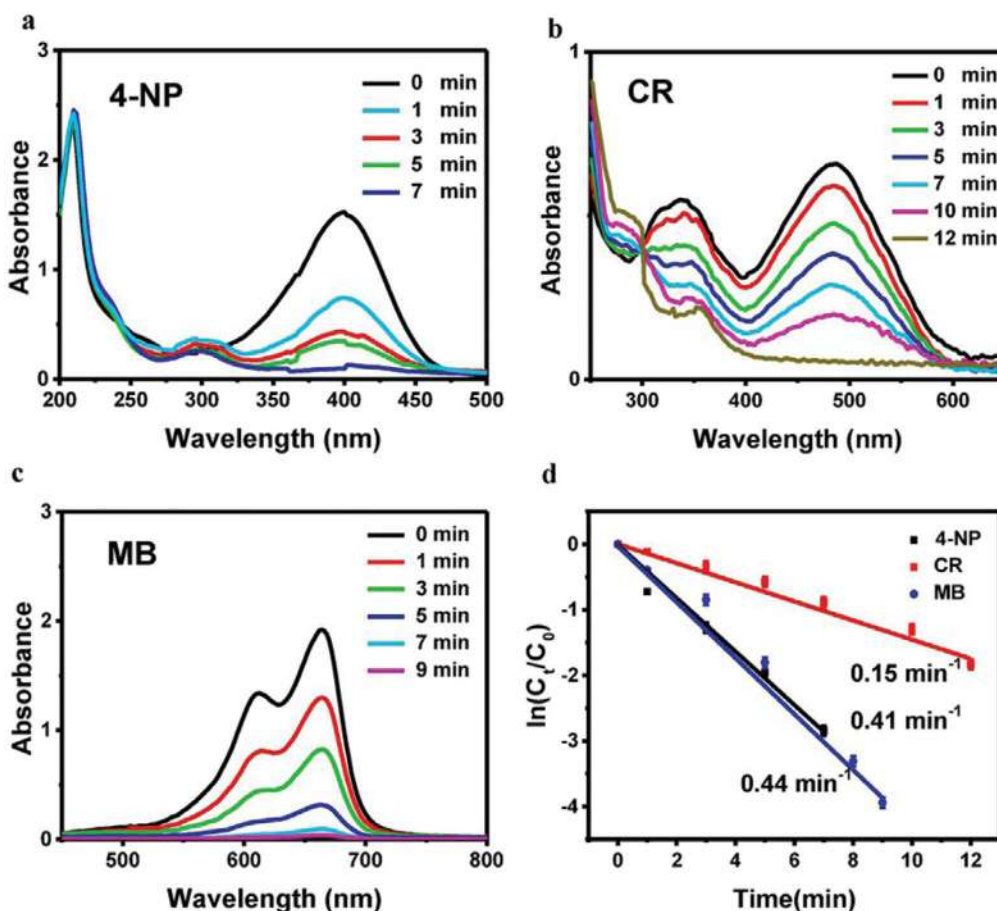 a
4-NP
0 min
1 min
3 min
5 min
7 min
Absorbance
3
2
1
0
200 250 300 350 400 450 500
Wavelength (nm)
b
CR
0 min
1 min
3 min
5 min
7 min
10 min
12 min
Absorbance
1
0
300 400 500 600
Wavelength (nm)
c
MB
0 min
1 min
3 min
5 min
7 min
9 min
Absorbance
3
2
1
0
500 600 700 800
Wavelength (nm)
d
4-NP
CR
MB
ln(Ct/C0)
0
-1
-2
-3
-4
0.15 min-1
0.41 min-1
0.44 min-1
0 2 4 6 8 10 12
Time(min)